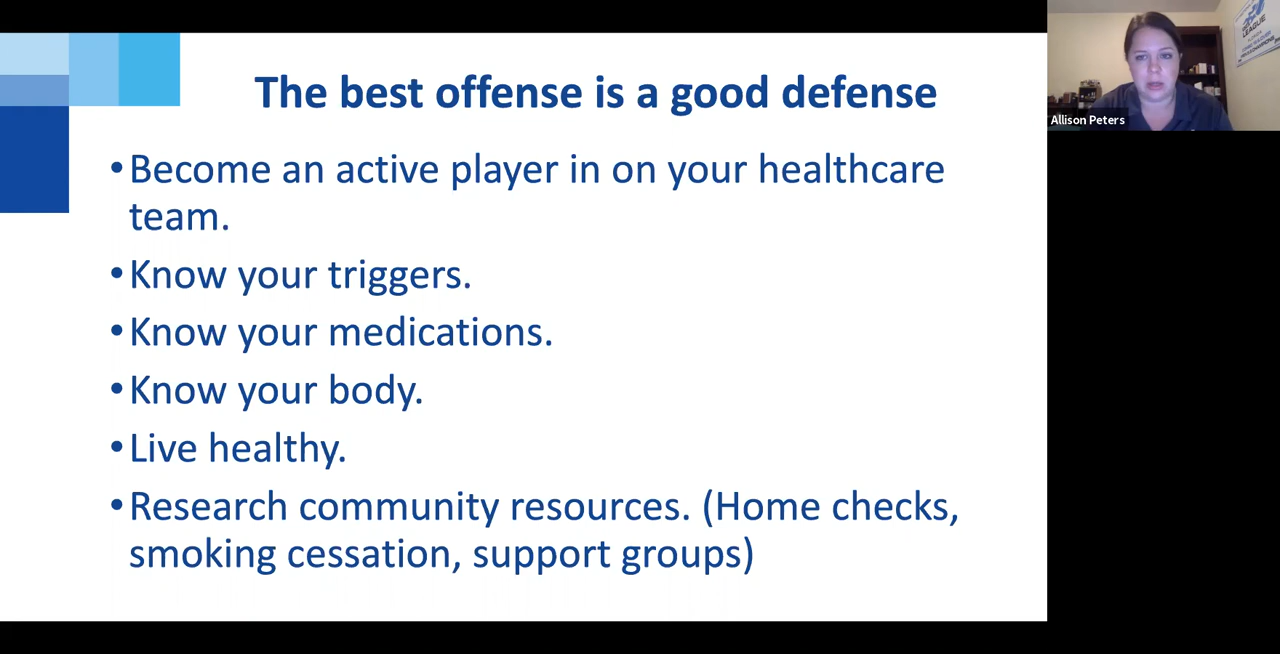 The best offense is a good defense
•Become an active player in on your healthcare
team.
•Know your triggers.
•Know your medications.
•Know your body.
•Live healthy.
•Research community resources. (Home checks,
smoking cessation, support groups)
LEAGUE
Allison Peters